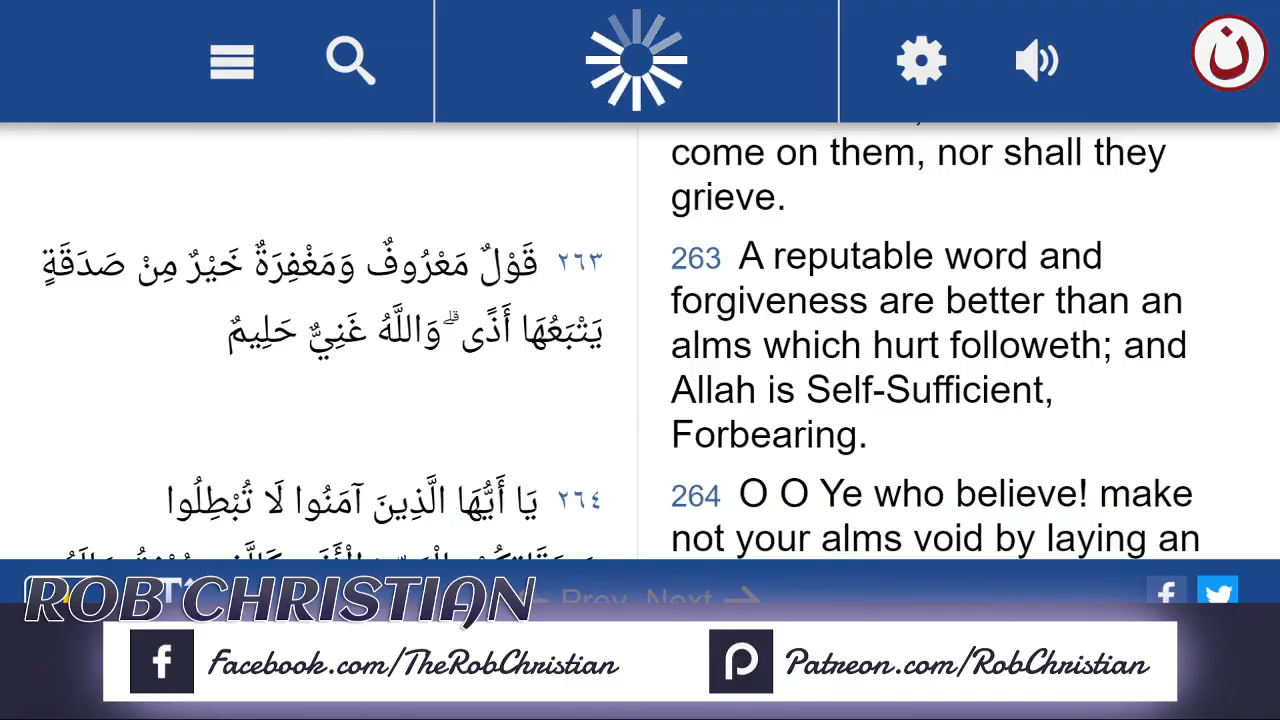 ن
come on them, nor shall they
grieve.
٢٦٣ قَوْلٌ مَعْرُوفٌ وَمَغْفِرَةٌ خَيْرٌ مِنْ صَدَقَةٍ
يَتْبَعُهَا أَذًى ۗ وَاللَّهُ غَنِيٌّ حَلِيمٌ
263 A reputable word and
forgiveness are better than an
alms which hurt followeth; and
Allah is Self-Sufficient,
Forbearing.
٢٦٤ يَا أَيُّهَا الَّذِينَ آمَنُوا لَا تُبْطِلُوا
264 O O Ye who believe! make
not your alms void by laying an
Prev Next
ROB CHRISTIAN
Facebook.com/TheRobChristian
Patreon.com/RobChristian